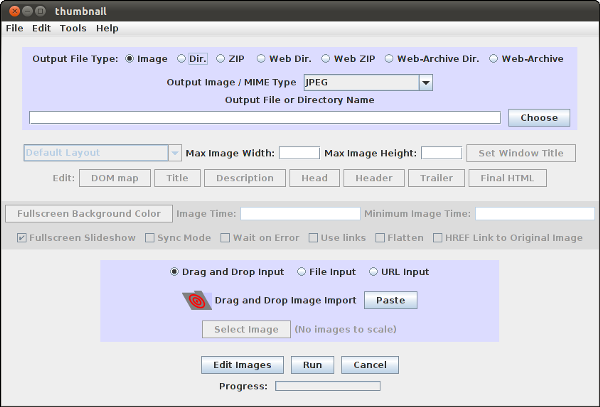 thumbnail
File Edit Tools Help
Output File Type: Image Dir. ZIP Web Dir. Web ZIP Web-Archive Dir. Web-Archive
Output Image / MIME Type JPEG
Output File or Directory Name
Choose
Default Layout Max Image Width: Max Image Height: Set Window Title
Edit: DOM map Title Description Head Header Trailer Final HTML
Fullscreen Background Color Image Time: Minimum Image Time:
Fullscreen Slideshow Sync Mode Wait on Error Use links Flatten HREF Link to Original Image
Drag and Drop Input File Input URL Input
Drag and Drop Image Import Paste
Select Image (No images to scale)
Edit Images Run Cancel
Progress: